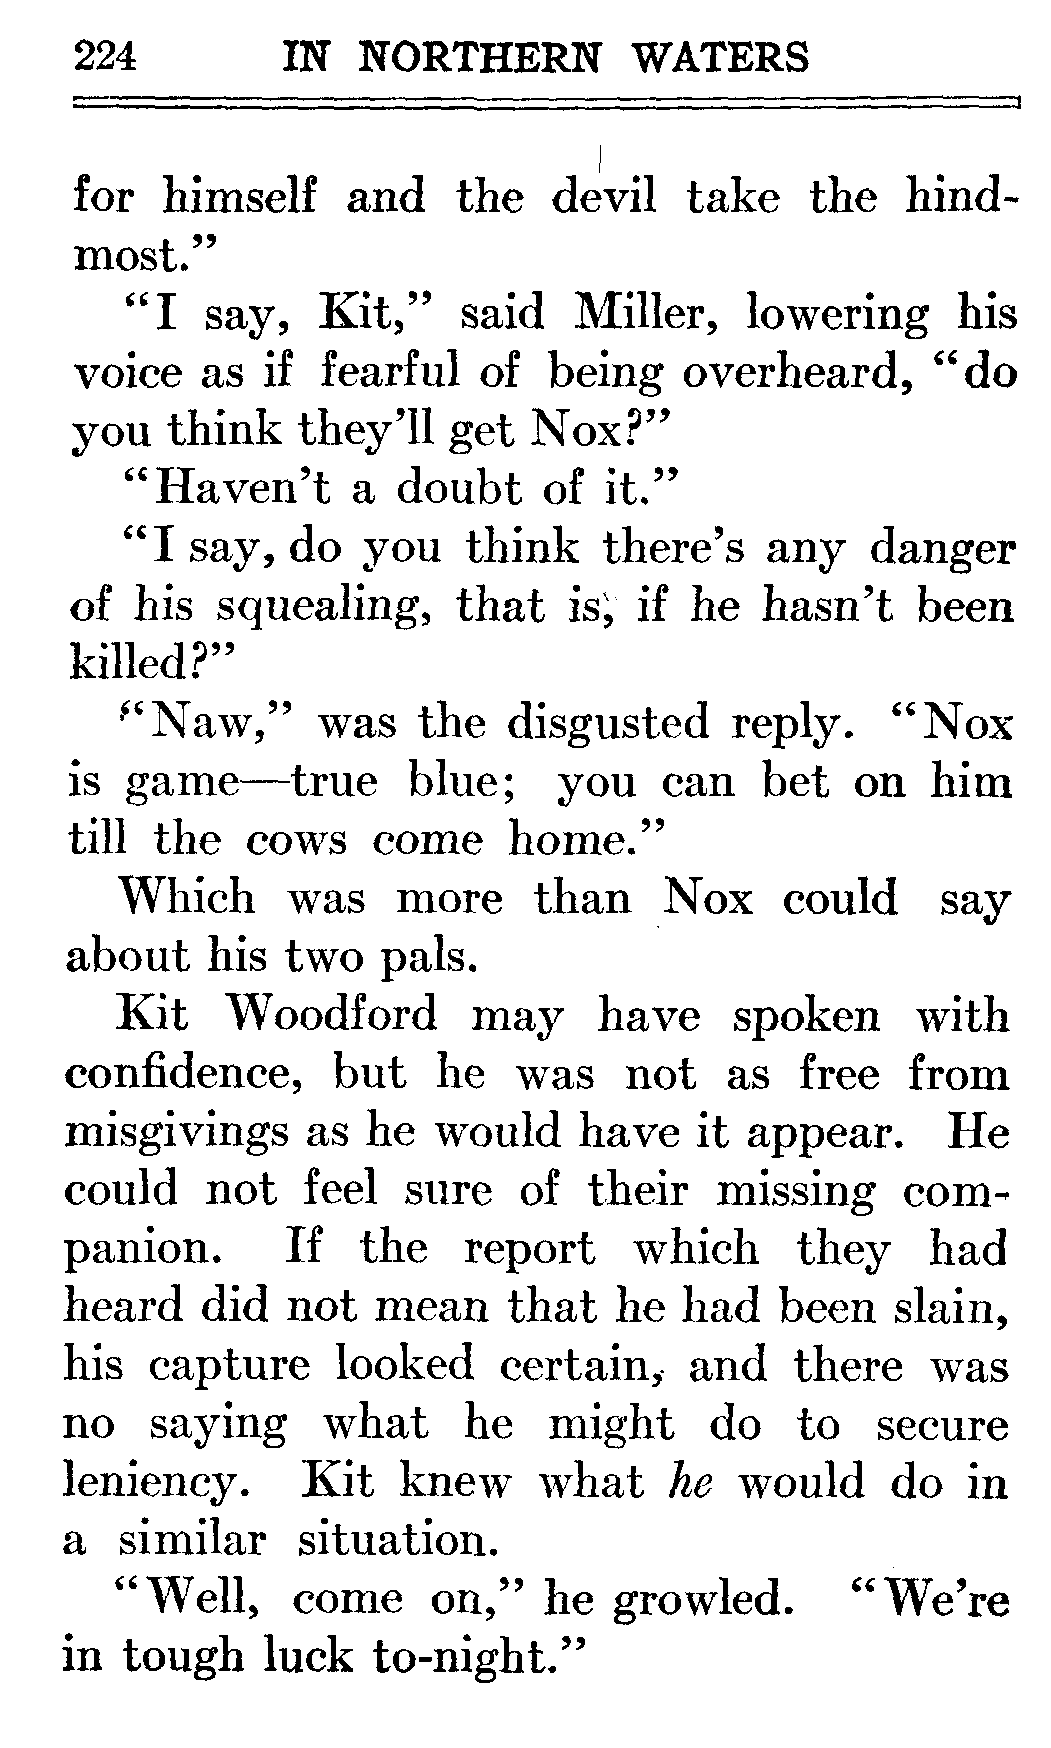 224 IN NORTHERN WATERS
for himself and the devil take the hind-
most."
"I say, Kit," said Miller, lowering his
voice as if fearful of being overheard, "do
you think they'll get Nox?"
"Haven't a doubt of it."
"I say, do you think there's any danger
of his squealing, that is, if he hasn't been
killed?"
"Naw," was the disgusted reply. "Nox
is game—true blue; you can bet on him
till the cows come home."
Which was more than Nox could say
about his two pals.
Kit Woodford may have spoken with
confidence, but he was not as free from
misgivings as he would have it appear. He
could not feel sure of their missing com-
panion. If the report which they had
heard did not mean that he had been slain,
his capture looked certain, and there was
no saying what he might do to secure
leniency. Kit knew what he would do in
a similar situation.
"Well, come on," he growled. "We're
in tough luck to-night."